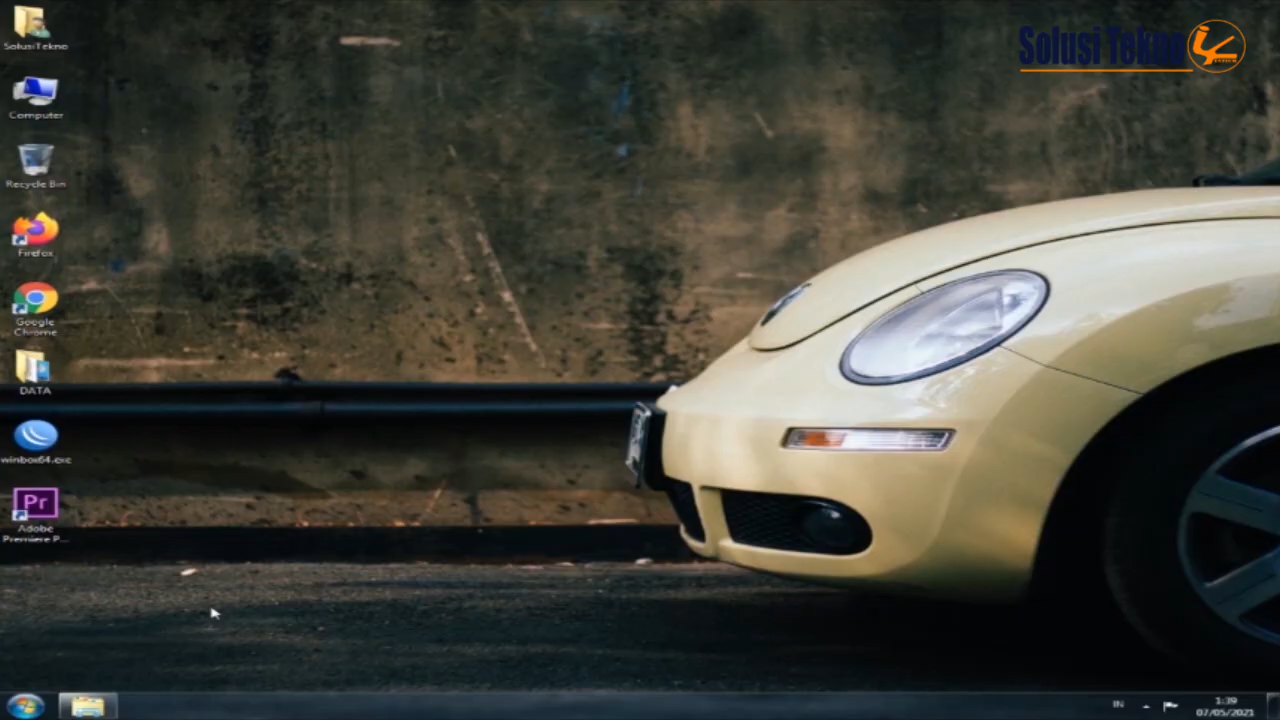 Solusi Tekno
SolusiTekno
Computer
Recycle Bin
Firefox
Google
Chrome
DATA
winbox64.exe
Pr
Adobe
Premiere P...
IN
1:39
07/05/2021